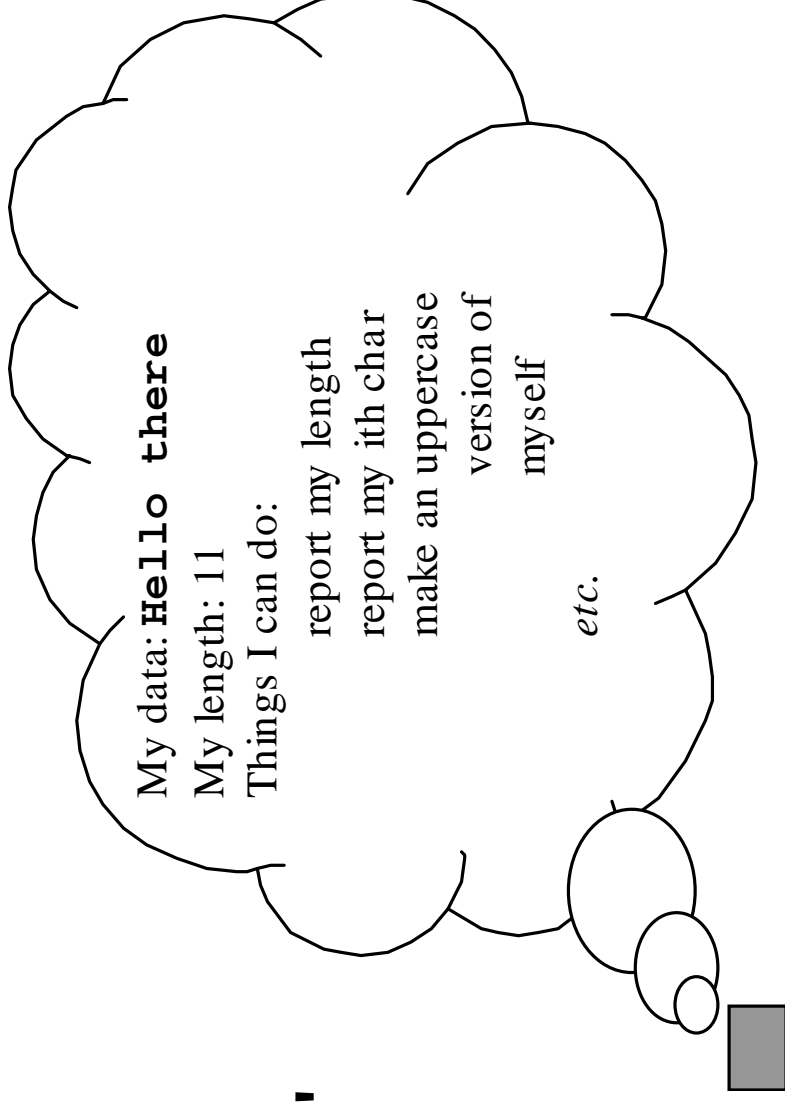 My data: Hello there
My length: 11
Things I can do:
report my length
report my ith char
make an uppercase
version of
myself
etc.